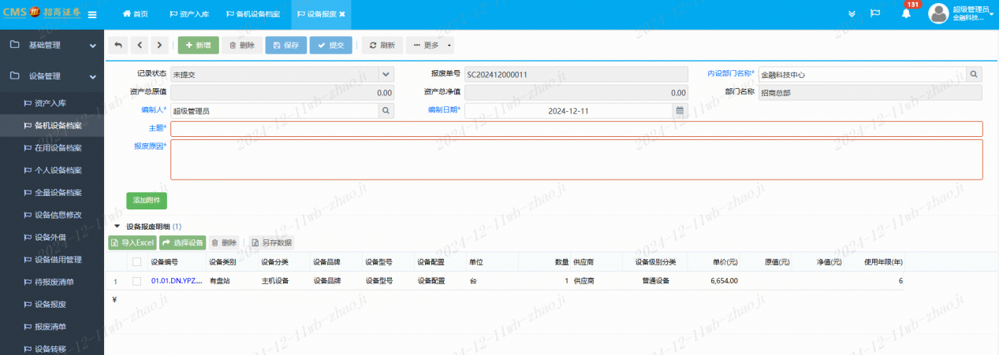 CMS 招商证券
首页 资产入库 备机设备档案 设备报废
131
超级管理员
金融科技...
基础管理
设备管理
资产入库
备机设备档案
在用设备档案
个人设备档案
全量设备档案
设备信息修改
设备外借
设备借用管理
待报废清单
设备报废
报废清单
设备转移
新增 删除 保存 提交 刷新 更多
记录状态 未提交 报废单号 SC202412000011 内设部门名称* 金融科技中心
资产总原值 0.00 资产总净值 0.00 部门名称 招商总部
编制人* 超级管理员 编制日期* 2024-12-11
主题*
报废原因*
添加附件
设备报废明细 (1)
导入Excel 选择设备 删除 另存数据
设备编号 设备类别 设备分类 设备品牌 设备型号 设备配置 单位 数量 供应商 设备级别分类 单价(元) 原值(元) 净值(元) 使用年限(年)
1 01.01.DN.YPZ.... 有盘站 主机设备 设备品牌 设备型号 设备配置 台 1 供应商 普通设备 6,654.00 6
¥
2024-12-11wb-zhaoji